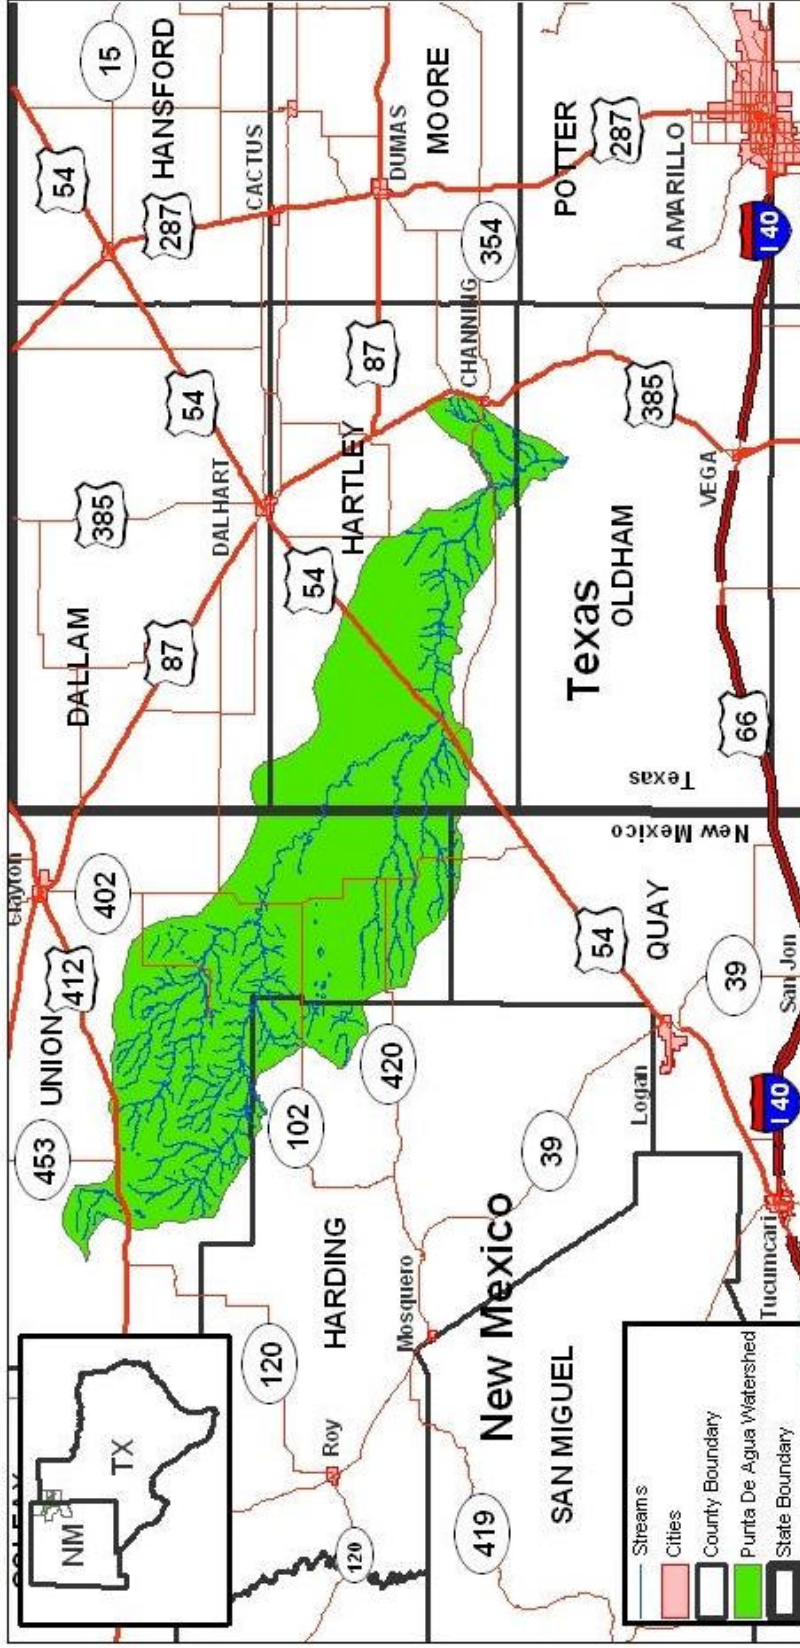 Clayton
453
54
UNION
412
DALLAM
NM
402
385
15
TX
HANSFORD
87
287
54
DALHART
CACTUS
120
102
54
Roy
HARDING
HARTLEY
120
87
420
DUMAS
Mosquero
MOORE
CHANNING
419
354
New Mexico
39
SAN MIGUEL
POTTER
Texas
54
287
OLDHAM
Logan
QUAY
385
AMARILLO
Texas
New Mexico
VEGA
39
66
I 40
I 40
Tucumcari
San Jon
Streams
Cities
County Boundary
Punta De Agua Watershed
State Boundary